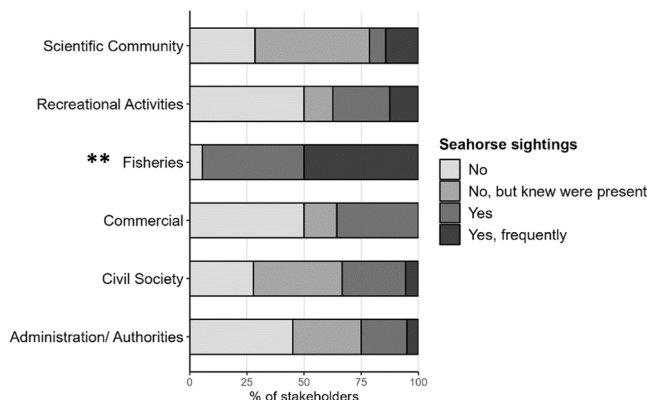 Scientific Community
Recreational Activities
** Fisheries
Commercial
Civil Society
Administration/ Authorities
0 25 50 75 100
% of stakeholders
Seahorse sightings
No
No, but knew were present
Yes
Yes, frequently